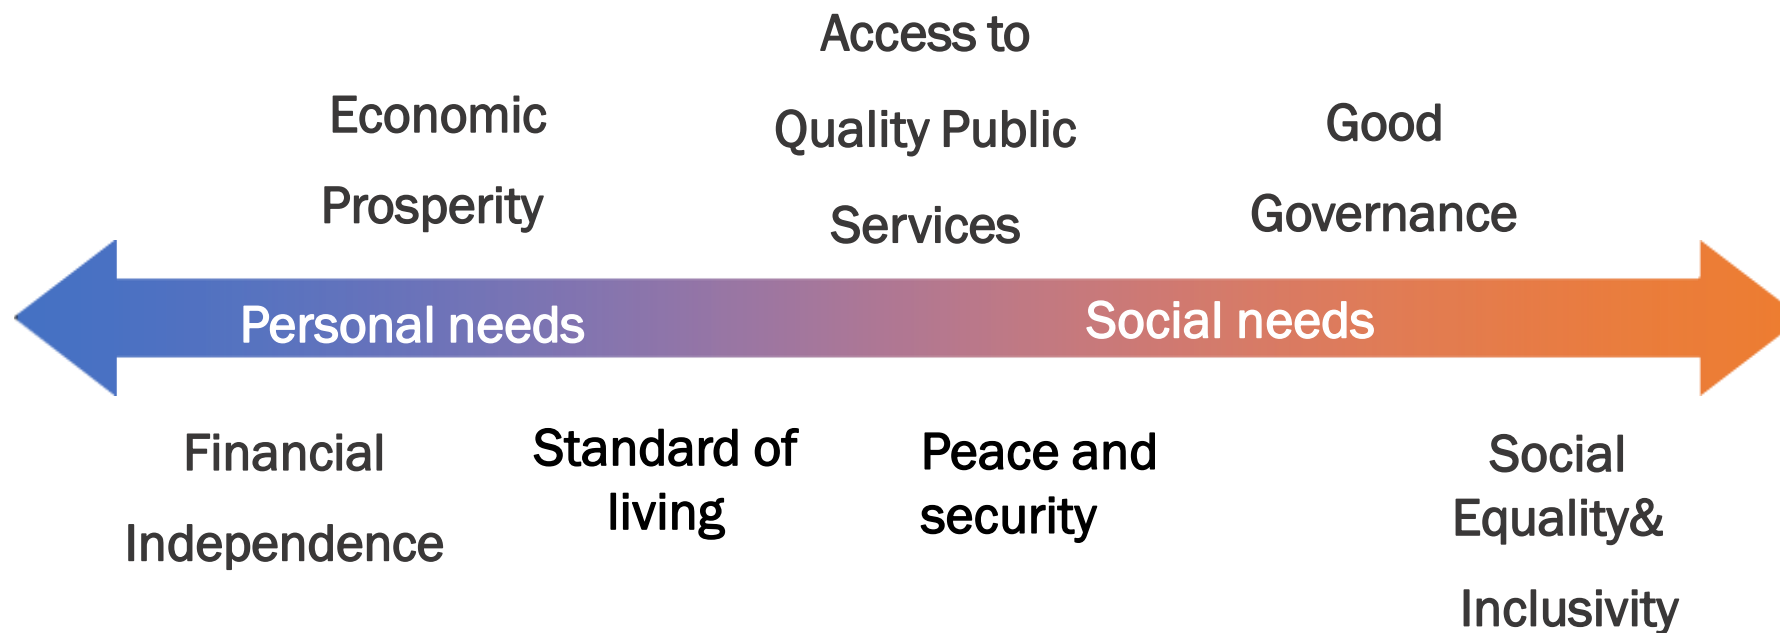 Access to
Quality Public
Services
Economic
Prosperity
Good
Governance
Personal needs
Social needs
Financial
Independence
Standard of
living
Peace and
security
Social
Equality&
Inclusivity